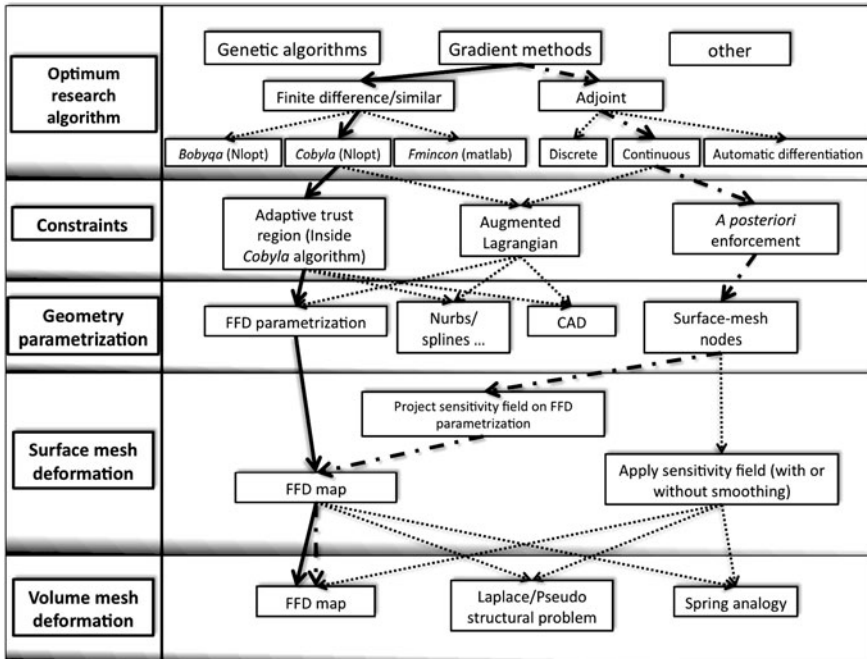 Genetic algorithms
Gradient methods
other
Optimum
research
algorithm
Finite difference/similar
Adjoint
Bobyqa (Nlopt)
Cobyla (Nlopt)
Fmincon (matlab)
Discrete
Continuous
Automatic differentiation
Constraints
Adaptive trust
region (Inside
Cobyla algorithm)
Augmented
Lagrangian
A posteriori
enforcement
Geometry
parametrization
FFD parametrization
Nurbs/
splines ...
CAD
Surface-mesh
nodes
Surface mesh
deformation
Project sensitivity field on FFD
parametrization
FFD map
Apply sensitivity field (with or
without smoothing)
Volume mesh
deformation
FFD map
Laplace/Pseudo
structural problem
Spring analogy